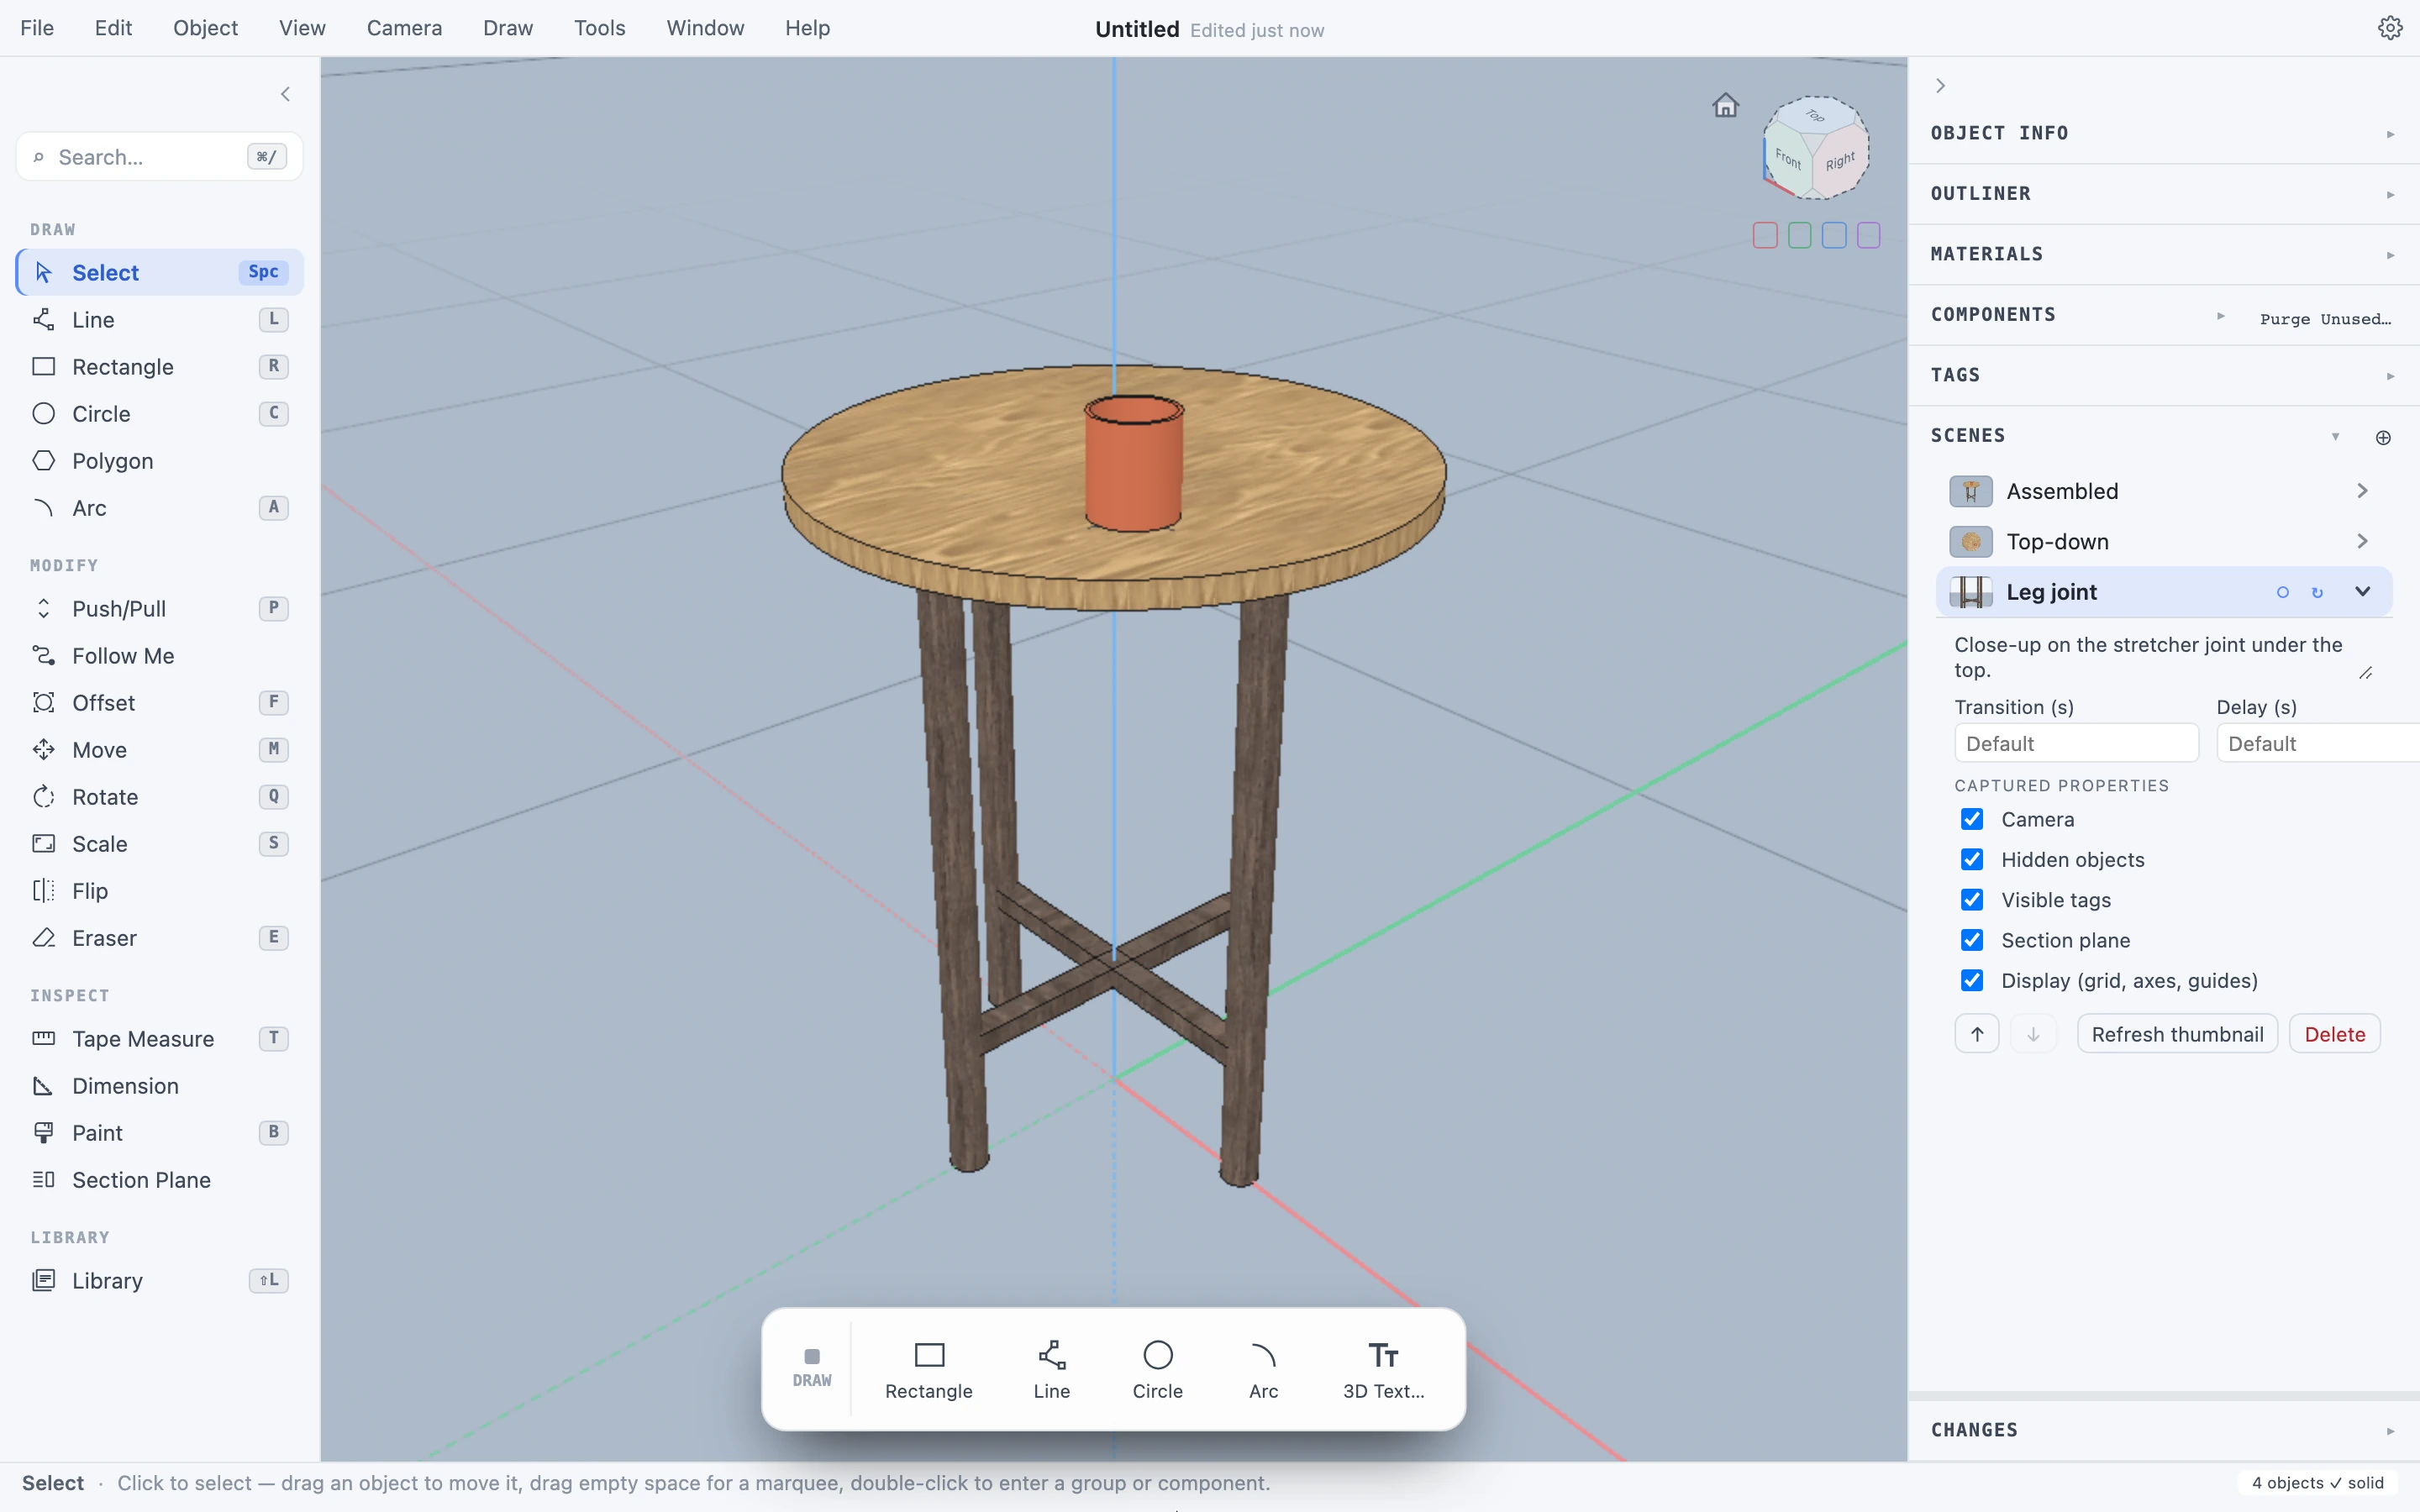 File Edit Object View Camera Draw Tools Window Help
Untitled Edited just now
Search... ⌘/
DRAW
Select Spc
Line L
Rectangle R
Circle C
Polygon
Arc A
MODIFY
Push/Pull P
Follow Me
Offset F
Move M
Rotate Q
Scale S
Flip
Eraser E
INSPECT
Tape Measure T
Dimension
Paint B
Section Plane
LIBRARY
Library ⇧L
Top
Front
Right
DRAW
Rectangle
Line
Circle
Arc
3D Text...
OBJECT INFO
OUTLINER
MATERIALS
COMPONENTS Purge Unused…
TAGS
SCENES
Assembled
Top-down
Leg joint
Close-up on the stretcher joint under the
top.
Transition (s) Delay (s)
Default Default
CAPTURED PROPERTIES
Camera
Hidden objects
Visible tags
Section plane
Display (grid, axes, guides)
Refresh thumbnail Delete
CHANGES
Select · Click to select — drag an object to move it, drag empty space for a marquee, double-click to enter a group or component.
4 objects ✓ solid